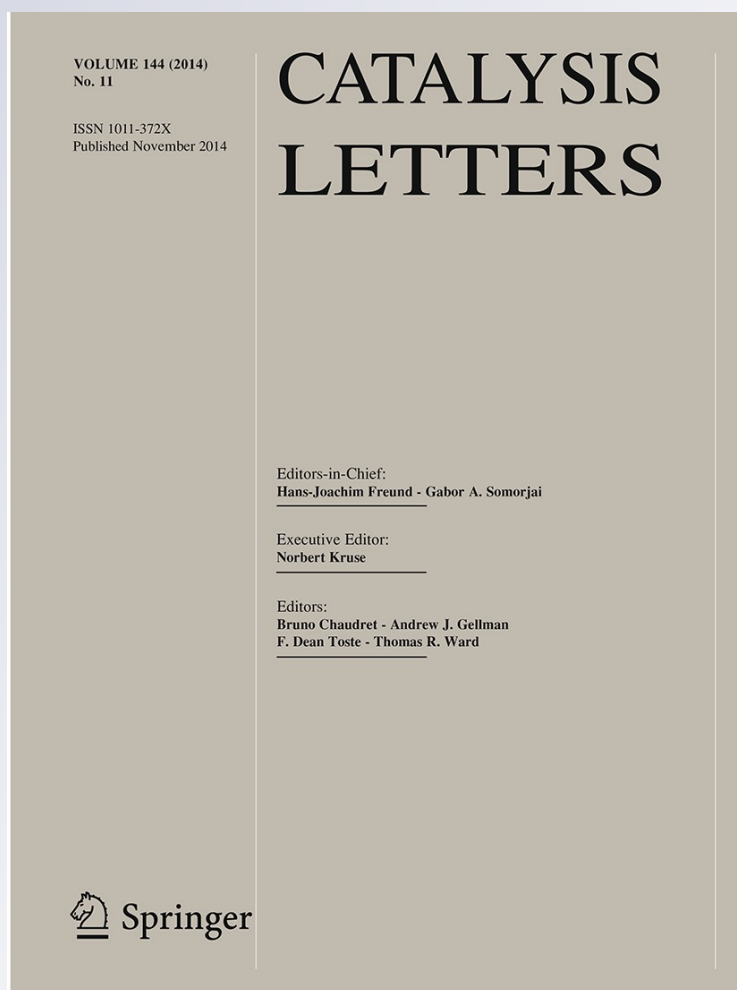 VOLUME 144 (2014)
No. 11
ISSN 1011-372X
Published November 2014
CATALYSIS
LETTERS
Editors-in-Chief:
Hans-Joachim Freund - Gabor A. Somorjai
Executive Editor:
Norbert Kruse
Editors:
Bruno Chaudret - Andrew J. Gellman
F. Dean Toste - Thomas R. Ward
Springer